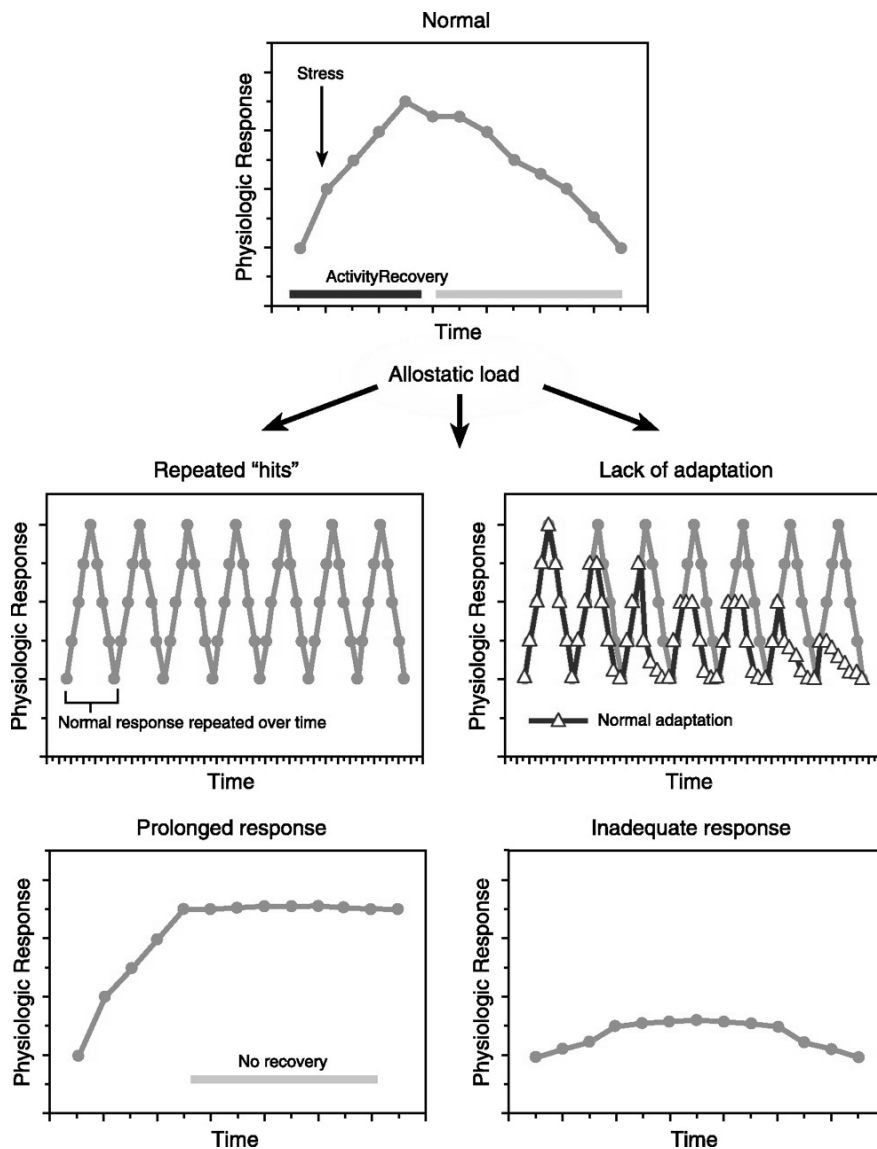 Normal
Stress
Physiologic Response
ActivityRecovery
Time
Allostatic load
Repeated “hits”
Physiologic Response
Normal response repeated over time
Time
Lack of adaptation
Physiologic Response
Normal adaptation
Time
Prolonged response
Physiologic Response
No recovery
Time
Inadequate response
Physiologic Response
Time